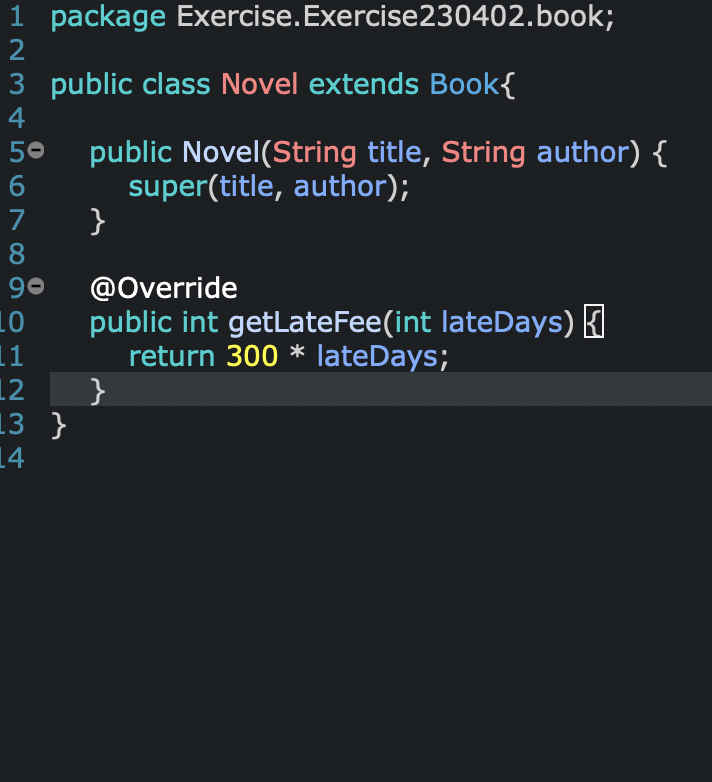 1 package Exercise.Exercise230402.book;
2
3 public class Novel extends Book{
4
5 public Novel(String title, String author) {
6 super(title, author);
7 }
8
9 @Override
10 public int getLateFee(int lateDays) {
11 return 300 * lateDays;
12 }
13 }
14